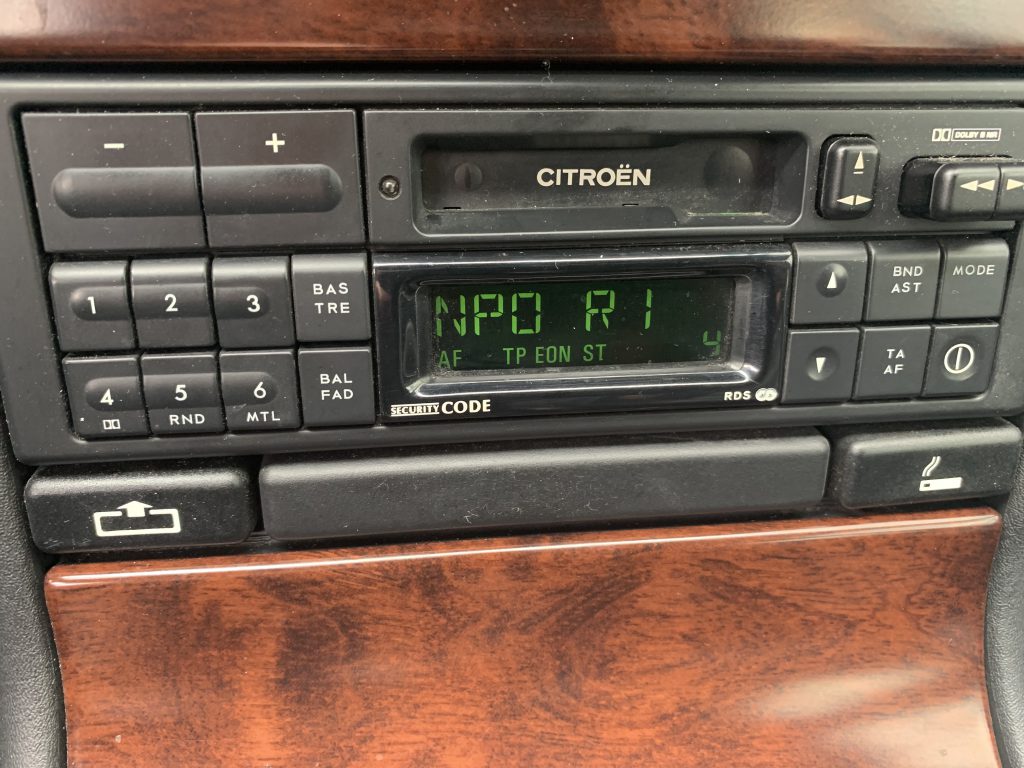 − +
CITROËN
DOLBY B NR
1 2 3 BAS TRE
4 5 RND 6 MTL BAL FAD
NPO R1
AF TP EON ST 4
SECURITY CODE
RDS
BND AST
MODE
TA AF